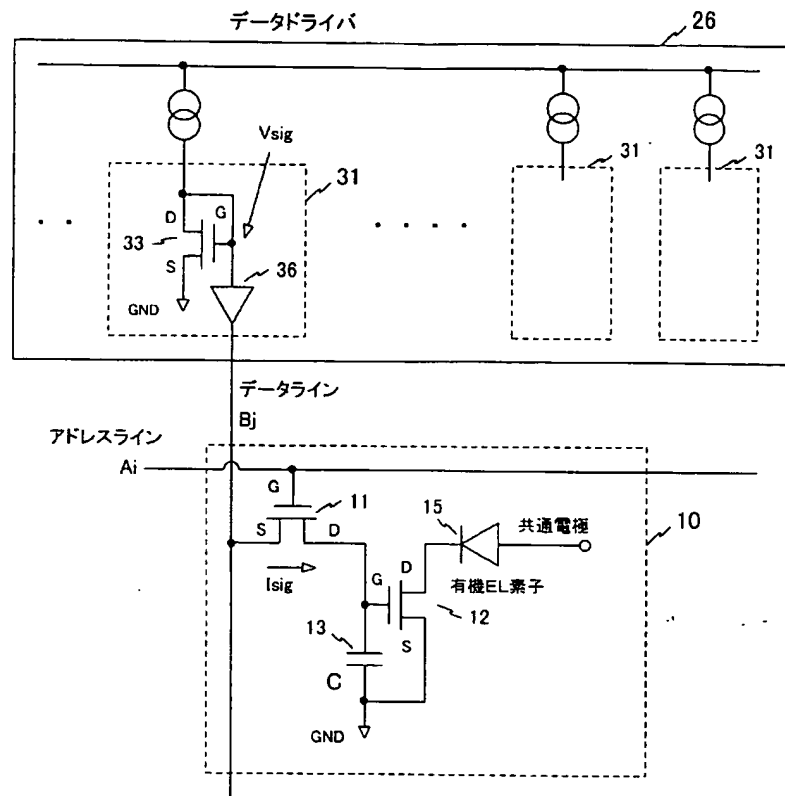 データドライバ
26
Vsig
31
31
31
D
G
33
S
36
GND
データライン
Bj
アドレスライン
Ai
G
11
S
D
Isig
15
共通電極
10
有機EL素子
G
D
12
13
S
C
GND